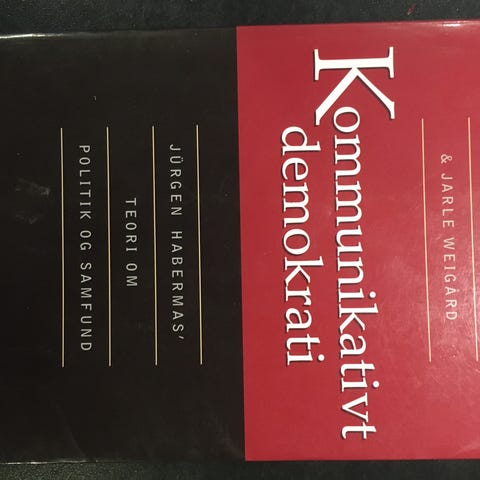 & JARLE WEIGÅRD
Kommunikativt
demokrati
JÜRGEN HABERMAS'
TEORI OM
POLITIK OG SAMFUND